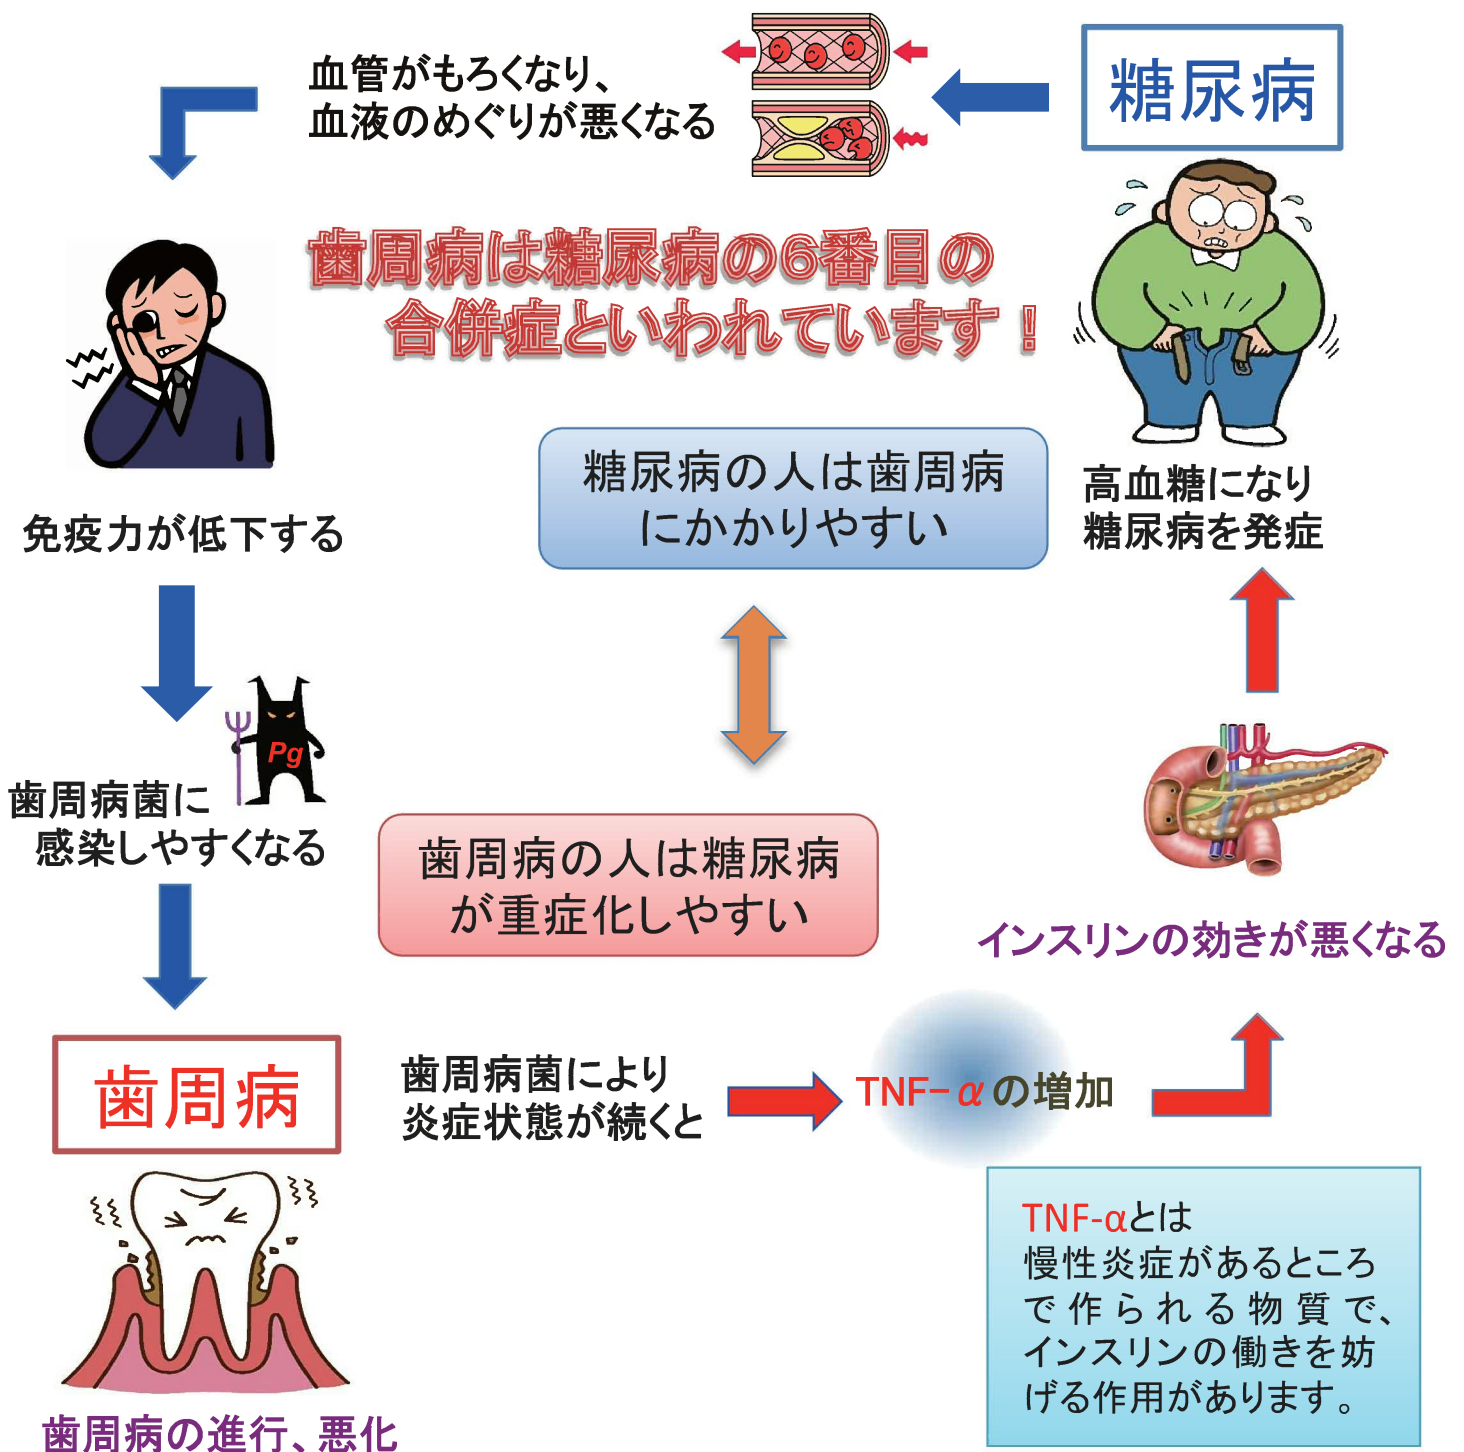 糖尿病
血管がもろくなり、
血液のめぐりが悪くなる
歯周病は糖尿病の6番目の
合併症といわれています！
糖尿病の人は歯周病
にかかりやすい
高血糖になり
糖尿病を発症
免疫力が低下する
Pg
歯周病菌に
感染しやすくなる
歯周病の人は糖尿病
が重症化しやすい
インスリンの効きが悪くなる
歯周病
歯周病菌により
炎症状態が続くと
TNF-αの増加
TNF-αとは
慢性炎症があるところ
で作られる物質で、
インスリンの働きを妨
げる作用があります。
歯周病の進行、悪化